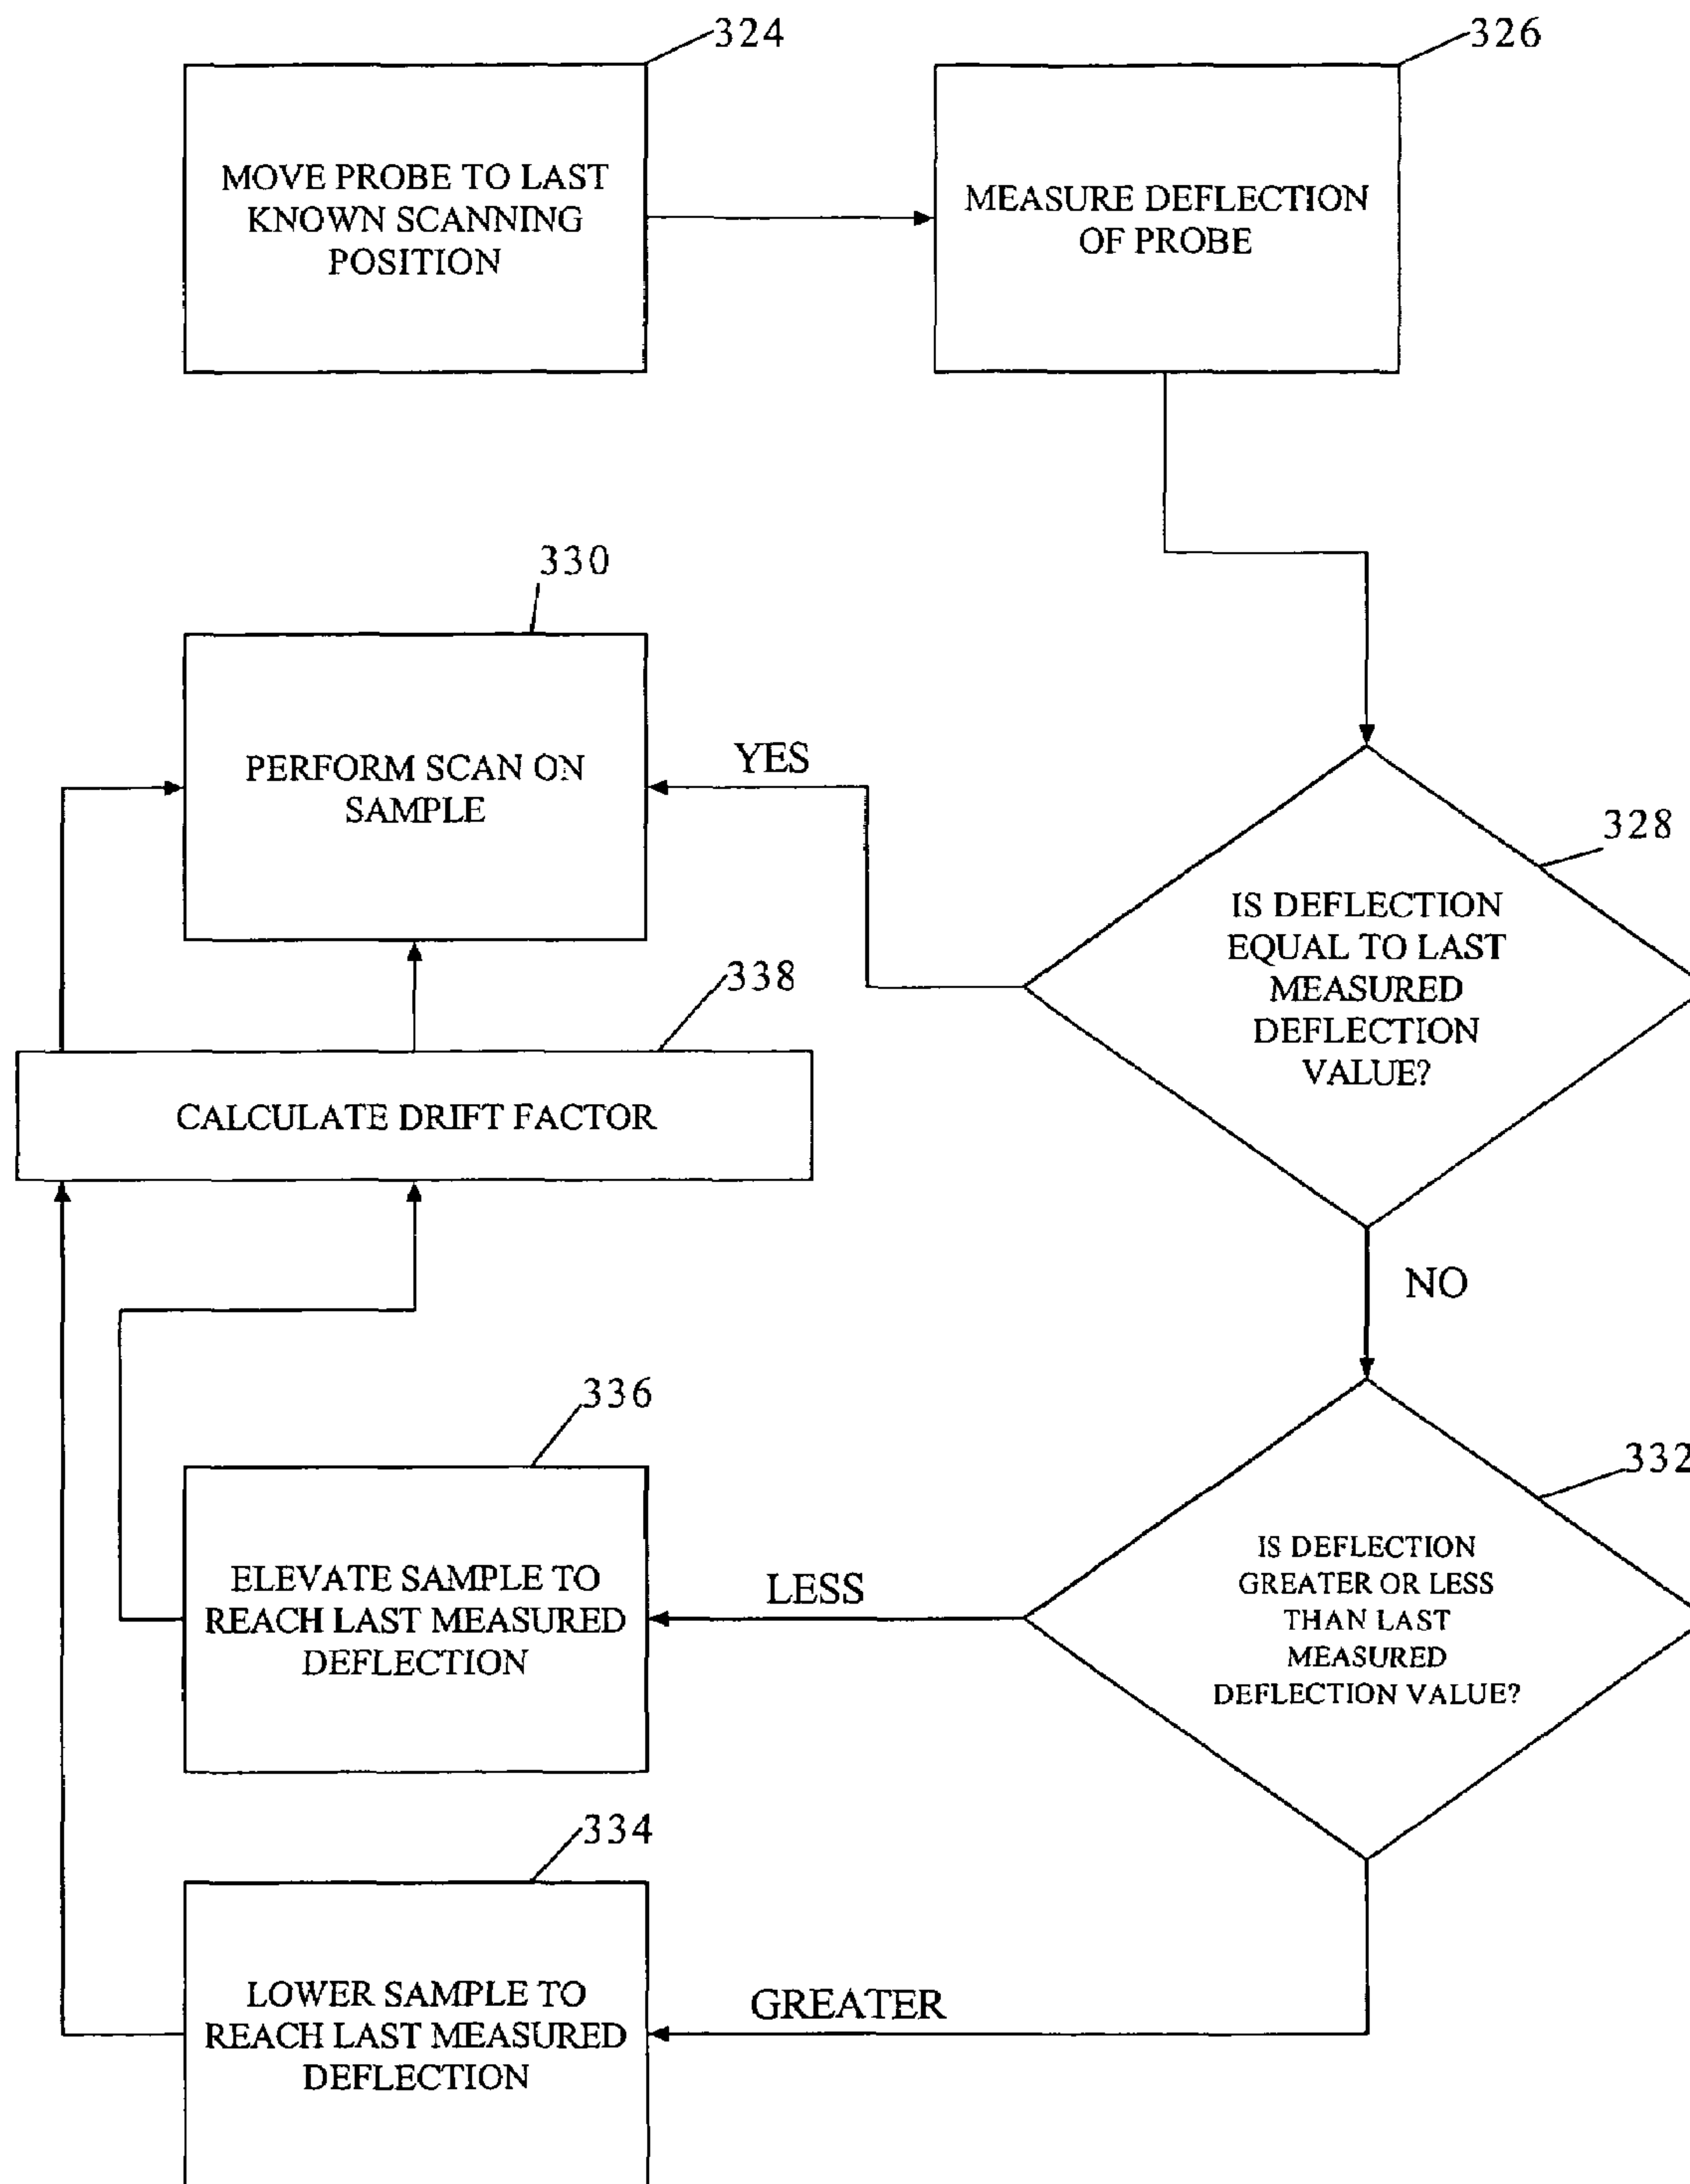 324
326
MOVE PROBE TO LAST
KNOWN SCANNING
POSITION
MEASURE DEFLECTION
OF PROBE
330
PERFORM SCAN ON
SAMPLE
YES
328
IS DEFLECTION
EQUAL TO LAST
MEASURED
DEFLECTION
VALUE?
338
CALCULATE DRIFT FACTOR
NO
336
ELEVATE SAMPLE TO
REACH LAST MEASURED
DEFLECTION
LESS
332
IS DEFLECTION
GREATER OR LESS
THAN LAST
MEASURED
DEFLECTION VALUE?
334
LOWER SAMPLE TO
REACH LAST MEASURED
DEFLECTION
GREATER